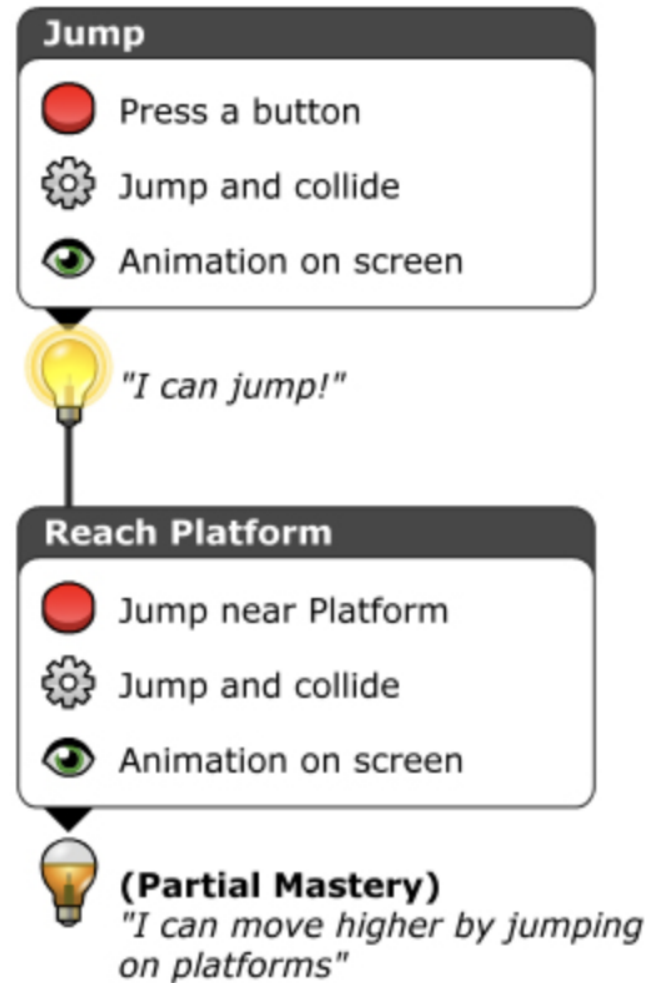 Jump
Press a button
Jump and collide
Animation on screen
"I can jump!"
Reach Platform
Jump near Platform
Jump and collide
Animation on screen
(Partial Mastery)
"I can move higher by jumping
on platforms"